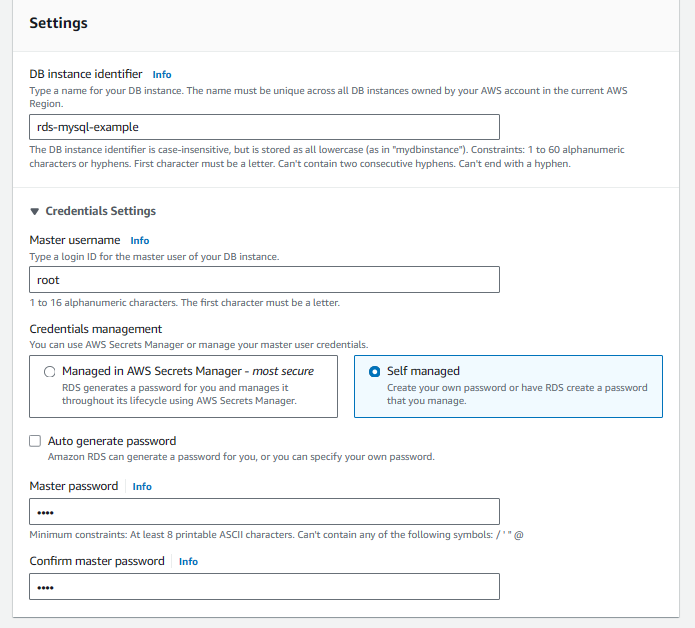 Settings
DB instance identifier Info
Type a name for your DB instance. The name must be unique across all DB instances owned by your AWS account in the current AWS
Region.
rds-mysql-example
The DB instance identifier is case-insensitive, but is stored as all lowercase (as in "mydbinstance"). Constraints: 1 to 60 alphanumeric
characters or hyphens. First character must be a letter. Can't contain two consecutive hyphens. Can't end with a hyphen.
Credentials Settings
Master username Info
Type a login ID for the master user of your DB instance.
root
1 to 16 alphanumeric characters. The first character must be a letter.
Credentials management
You can use AWS Secrets Manager or manage your master user credentials.
Managed in AWS Secrets Manager - most secure
RDS generates a password for you and manages it
throughout its lifecycle using AWS Secrets Manager.
Self managed
Create your own password or have RDS create a password
that you manage.
Auto generate password
Amazon RDS can generate a password for you, or you can specify your own password.
Master password Info
••••
Minimum constraints: At least 8 printable ASCII characters. Can't contain any of the following symbols: / ' " @
Confirm master password Info
••••